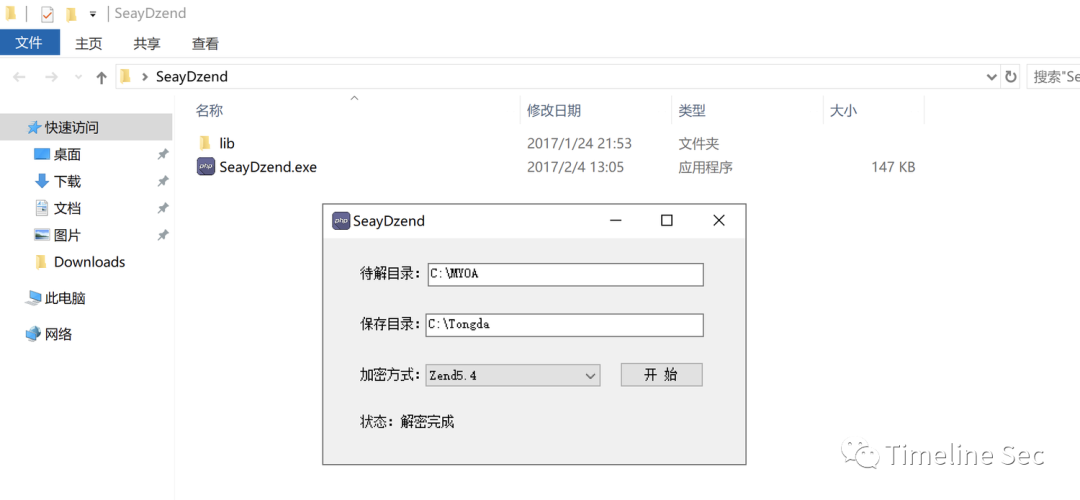 SeayDzend
文件 主页 共享 查看
SeayDzend 搜索"Se
名称 修改日期 类型 大小
快速访问
lib 2017/1/24 21:53 文件夹
桌面
SeayDzend.exe 2017/2/4 13:05 应用程序 147 KB
下载
文档
图片
Downloads
此电脑
网络
php SeayDzend
待解目录: C:\MYOA
保存目录: C:\Tongda
加密方式: Zend5.4 开 始
状态: 解密完成
Timeline Sec